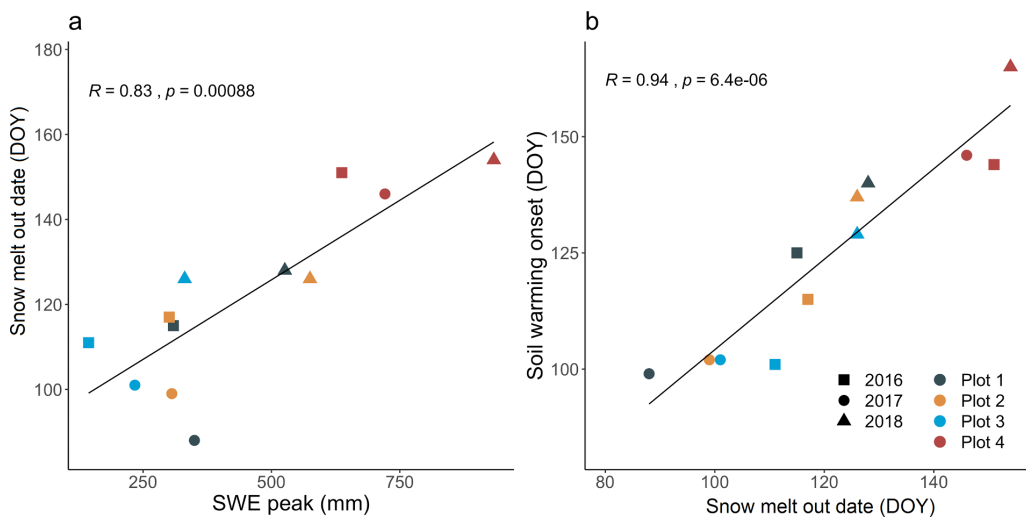 a
180
160
140
120
100
Snow melt out date (DOY)
R = 0.83 , p = 0.00088
250
500
750
SWE peak (mm)
b
150
125
100
Soil warming onset (DOY)
R = 0.94 , p = 6.4e-06
2016
2017
2018
Plot 1
Plot 2
Plot 3
Plot 4
80
100
120
140
Snow melt out date (DOY)